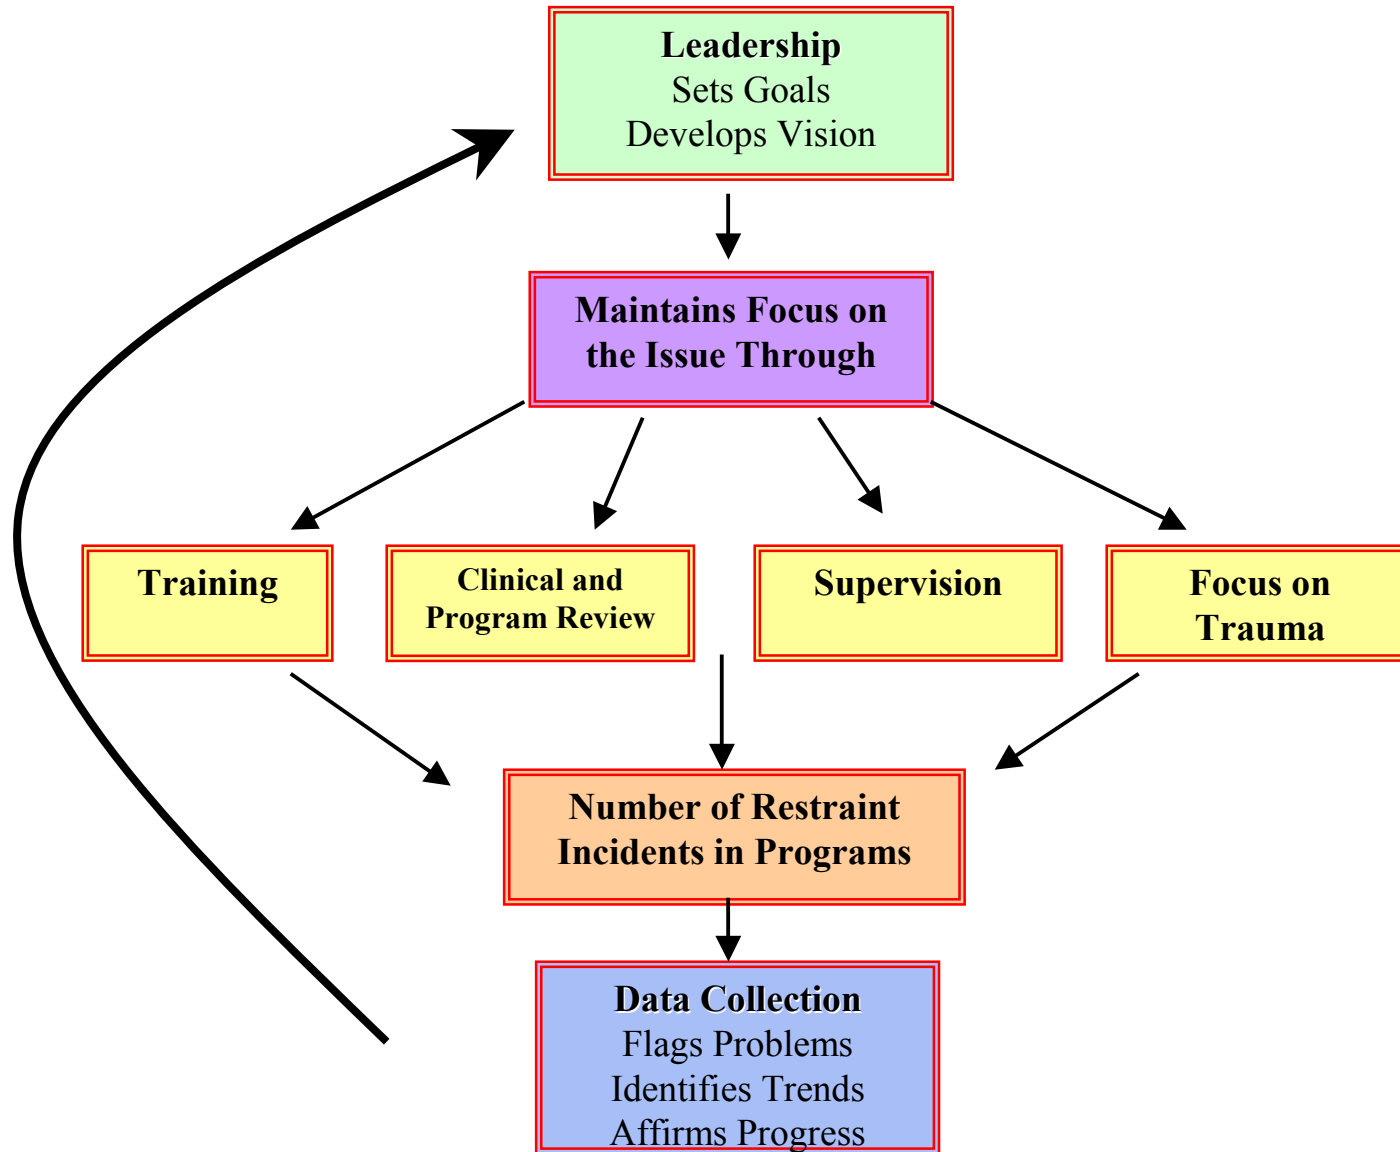 Leadership
Sets Goals
Develops Vision
Maintains Focus on
the Issue Through
Training
Clinical and
Program Review
Supervision
Focus on
Trauma
Number of Restraint
Incidents in Programs
Data Collection
Flags Problems
Identifies Trends
Affirms Progress